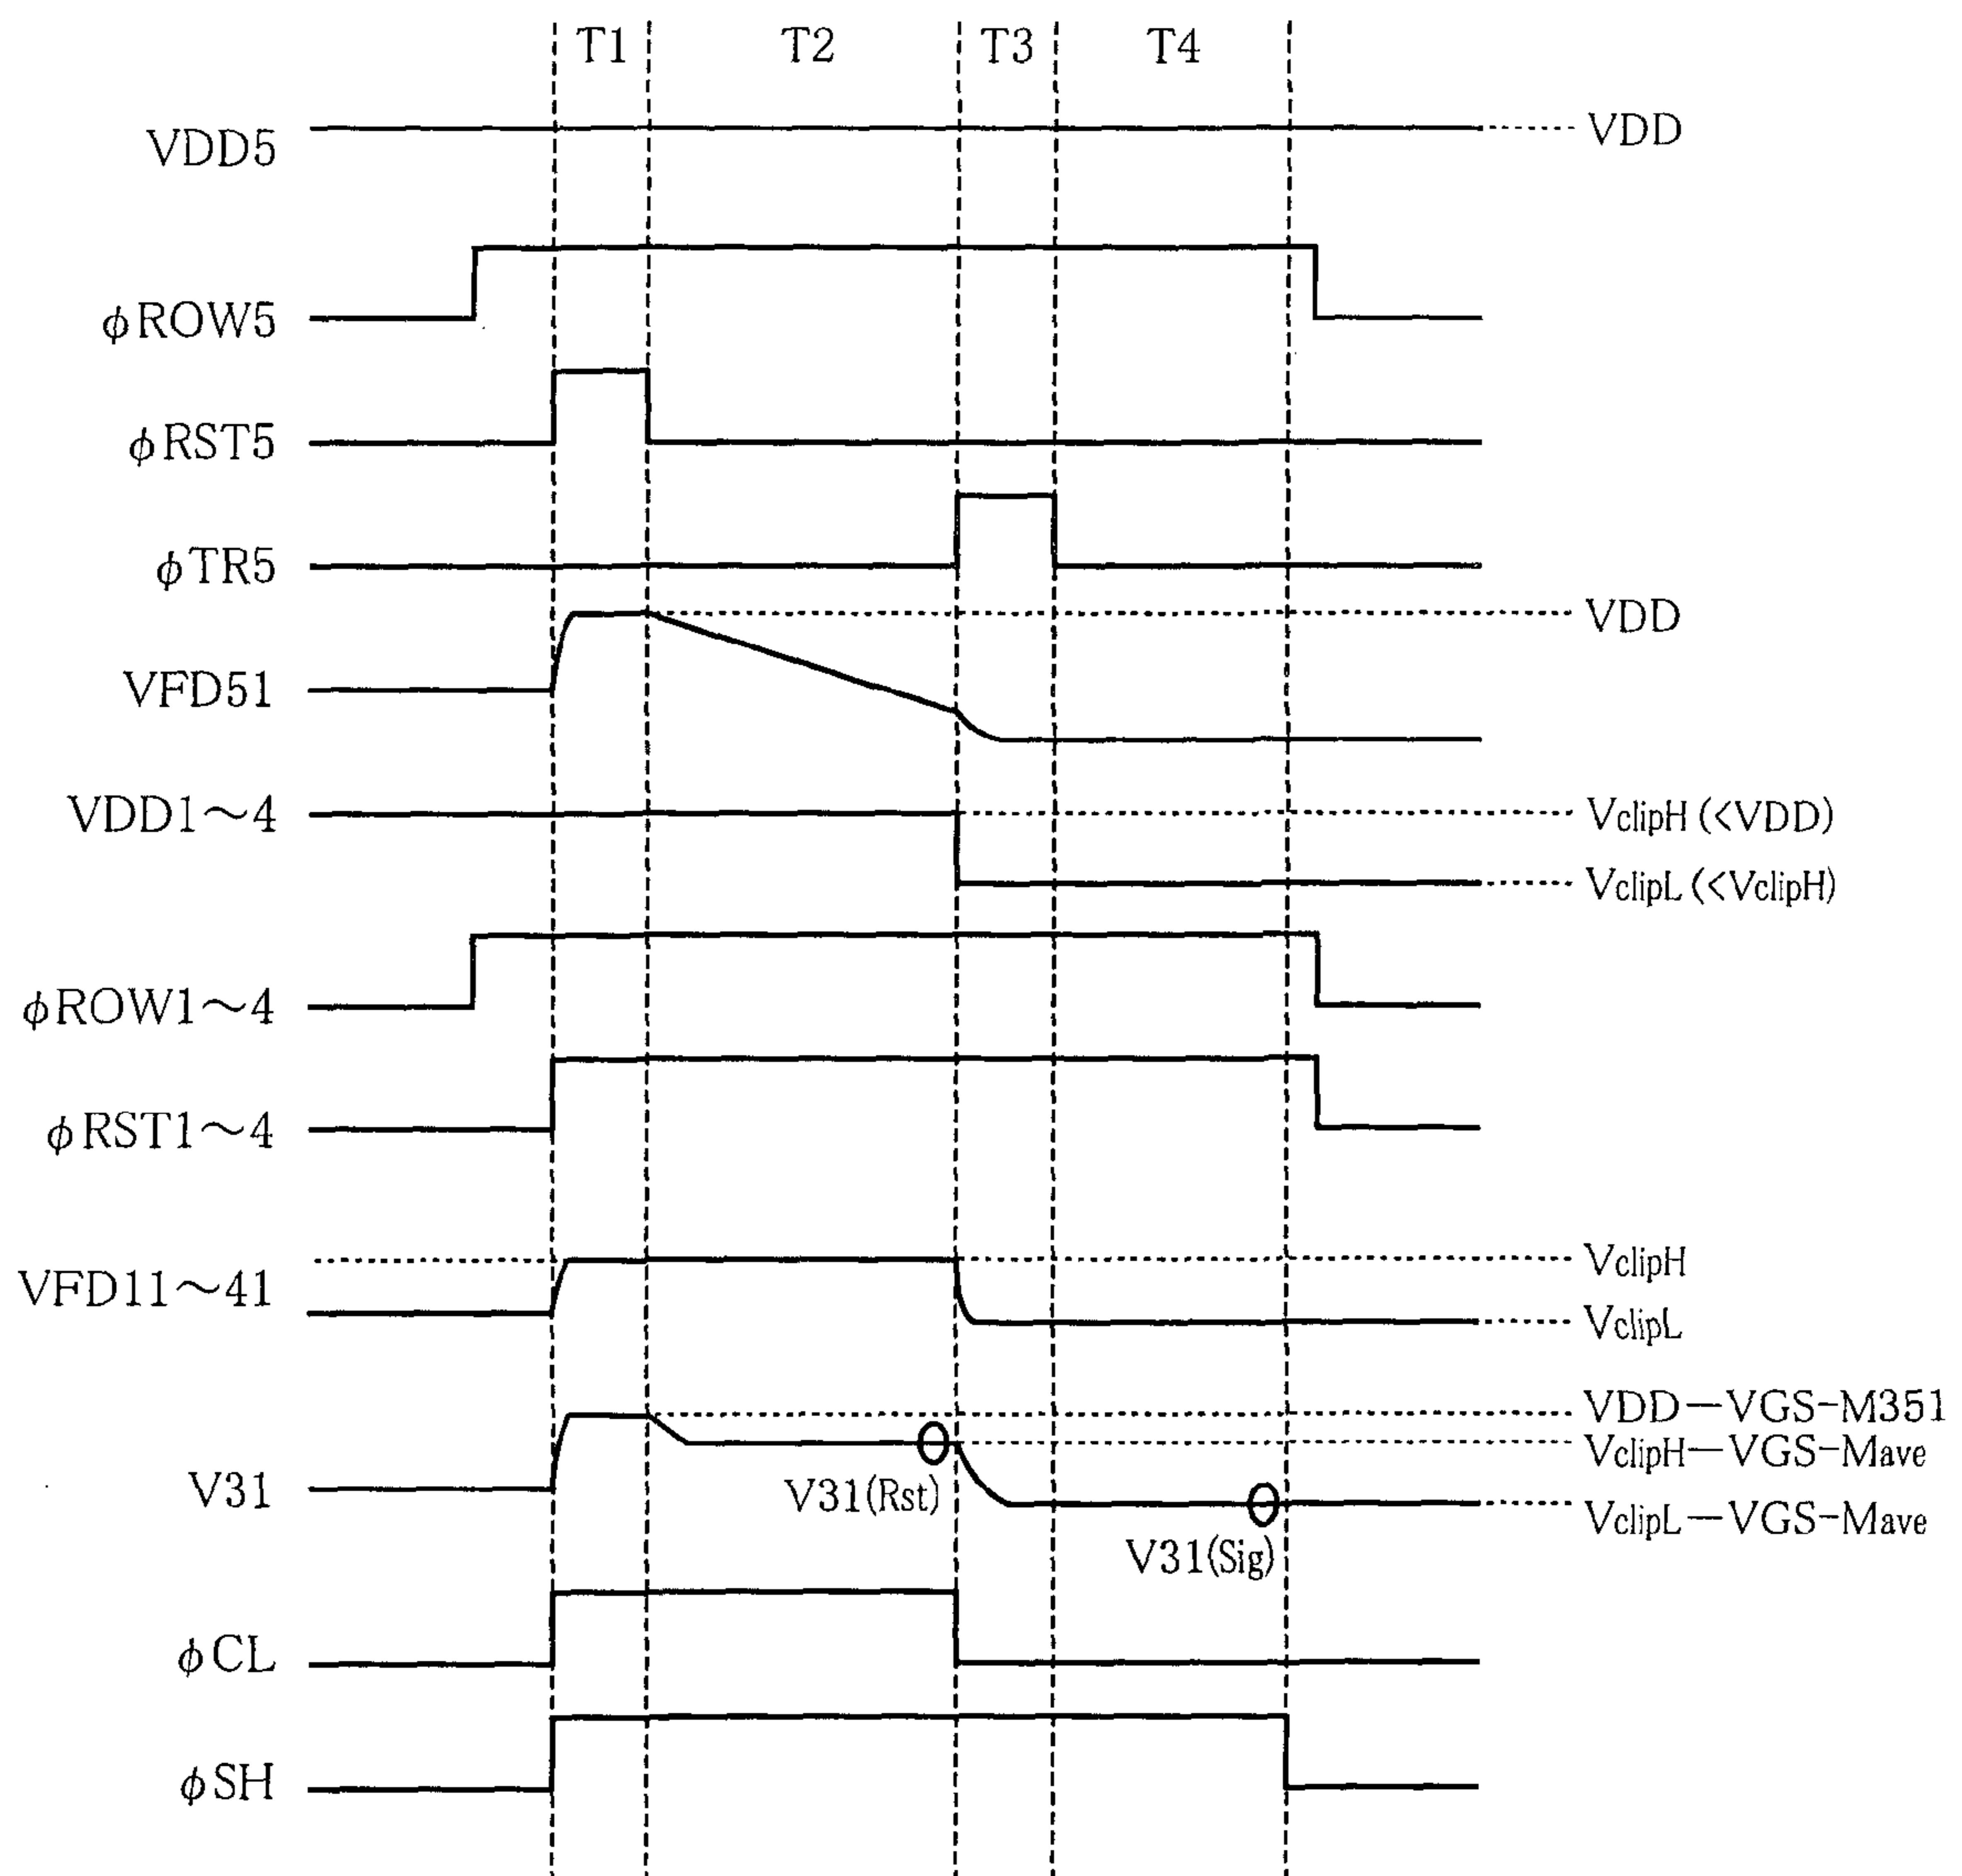 T1 T2 T3 T4
VDD5 VDD
φROW5
φRST5
φTR5
VDD
VFD51
VDD1～4 VclipH (<VDD)
VclipL (<VclipH)
φROW1～4
φRST1～4
VclipH
VFD11～41
VclipL
VDD－VGS-M351
VclipH－VGS-Mave
V31
V31(Rst)
VclipL－VGS-Mave
V31(Sig)
φCL
φSH